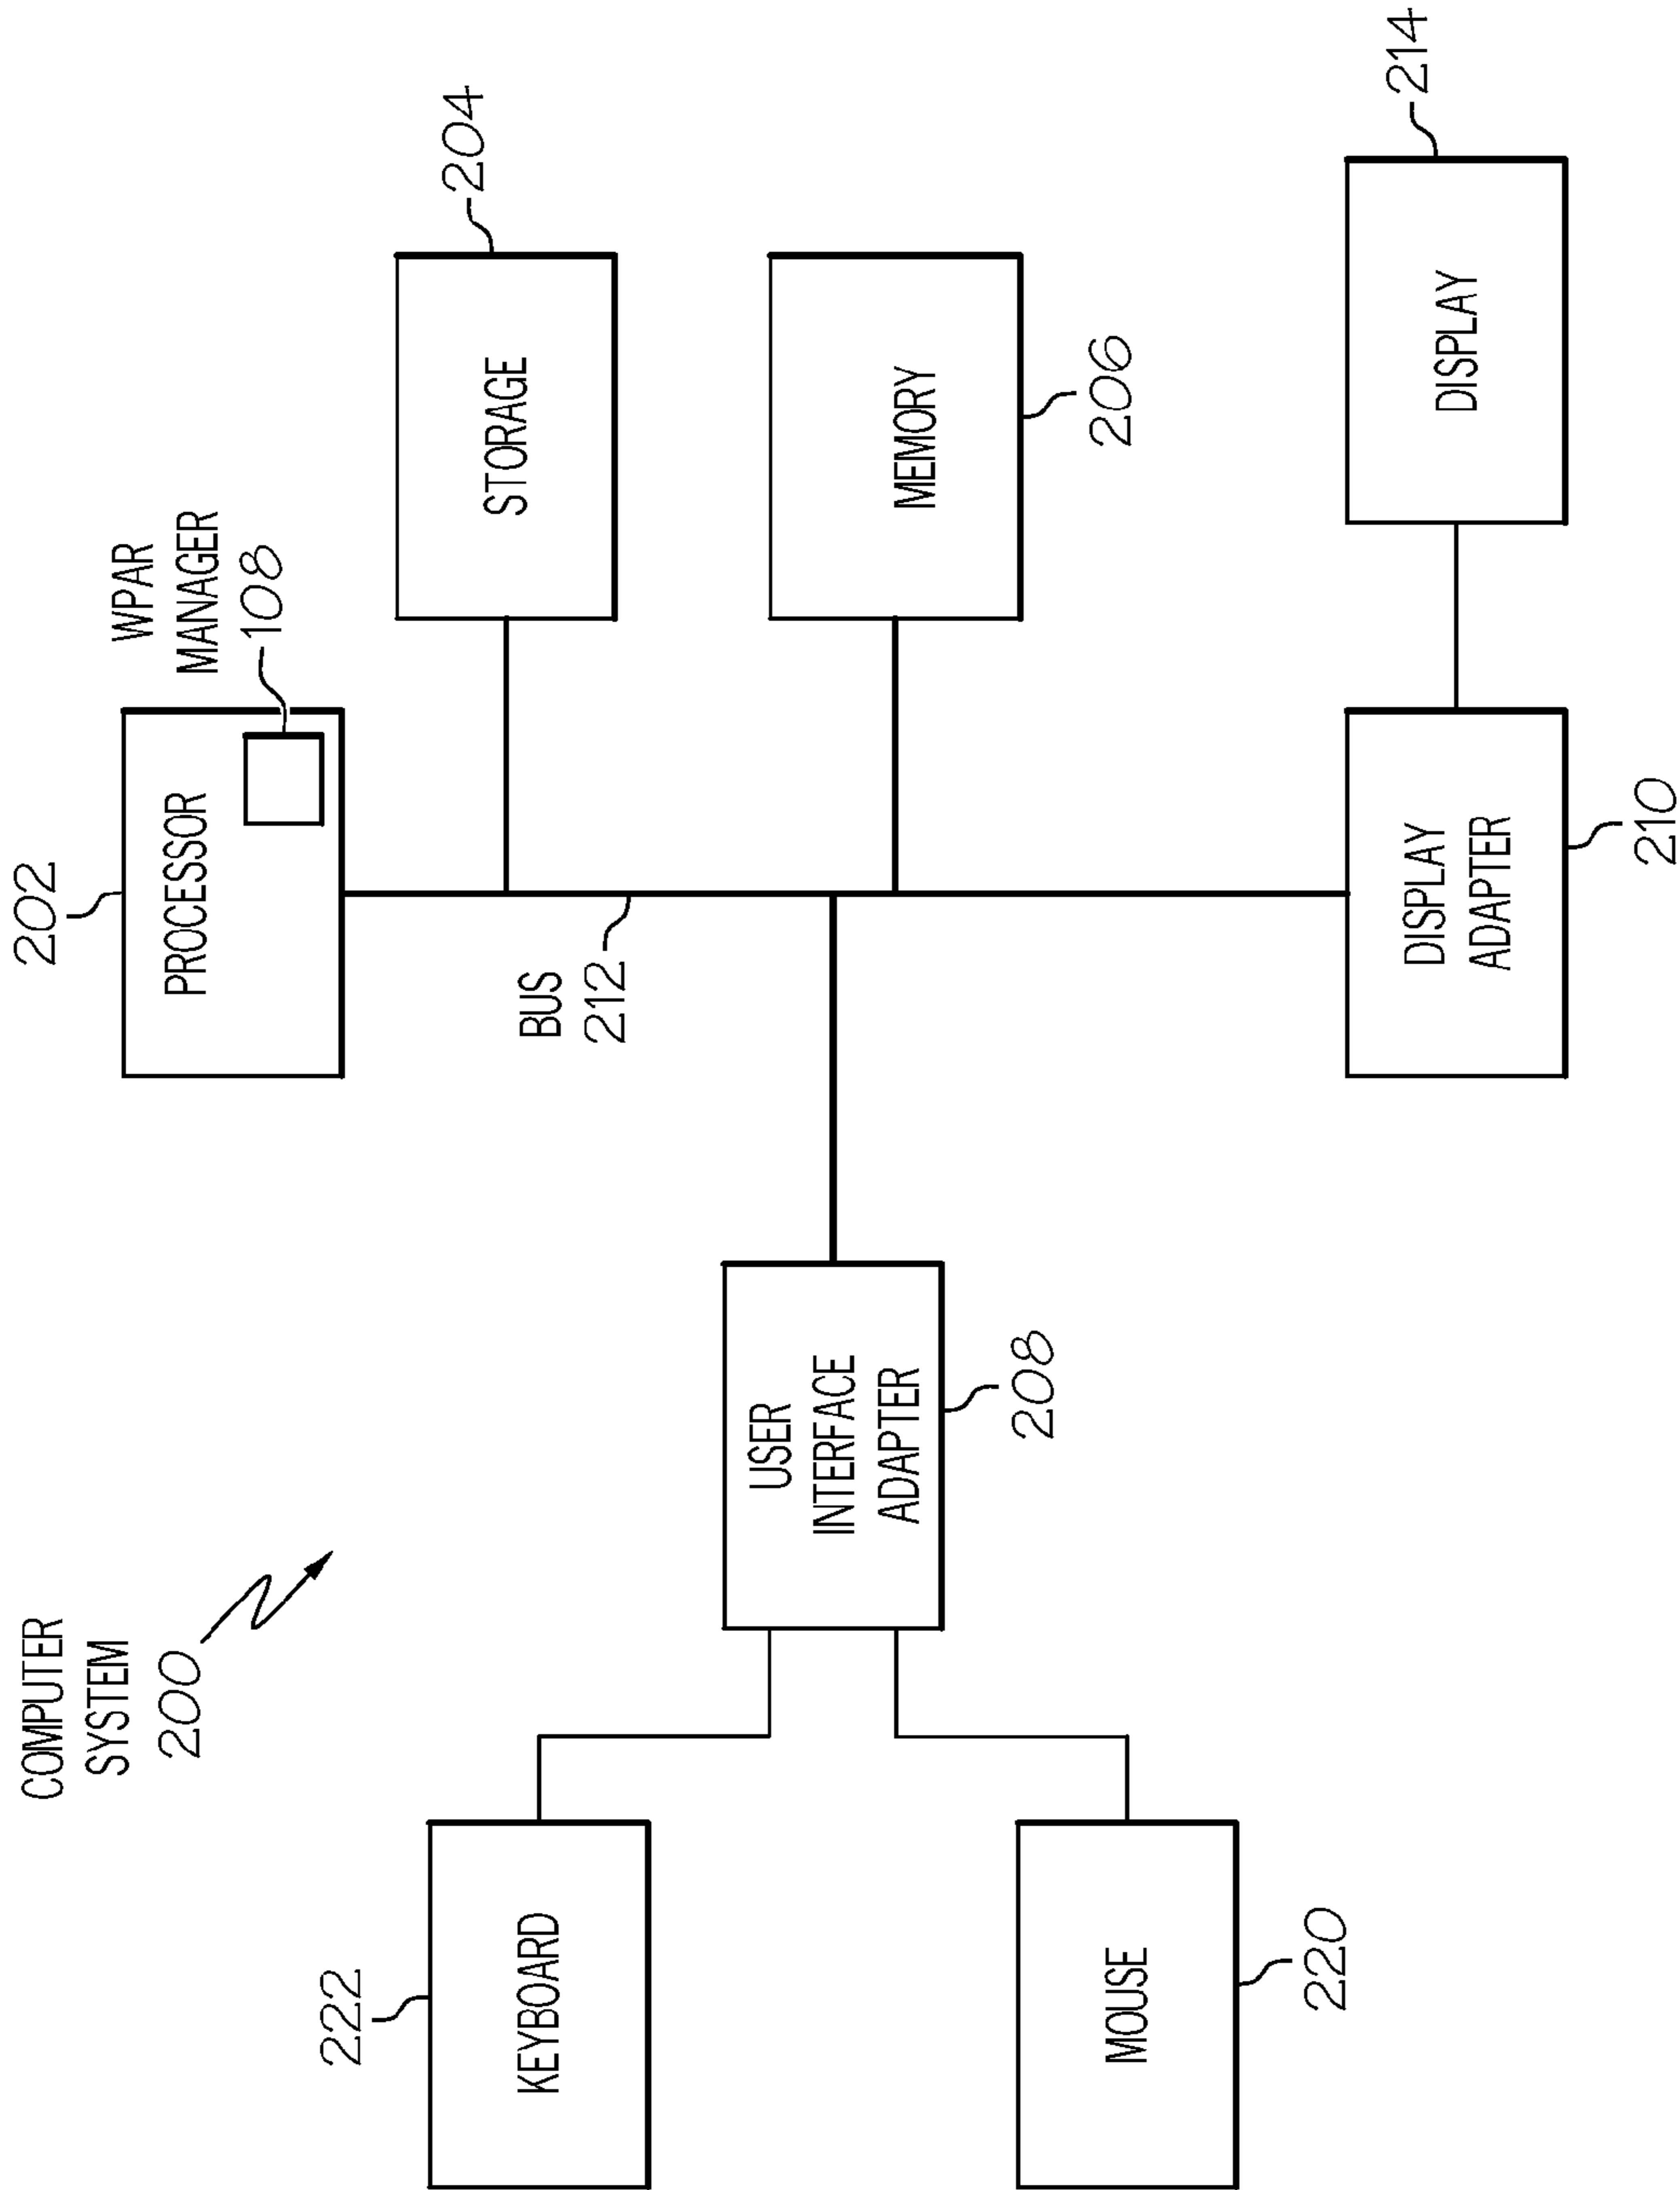 COMPUTER
SYSTEM
200
202
PROCESSOR
WPAR
MANAGER
108
222
KEYBOARD
BUS
212
STORAGE
204
USER
INTERFACE
ADAPTER
208
MEMORY
206
MOUSE
220
DISPLAY
ADAPTER
210
DISPLAY
214